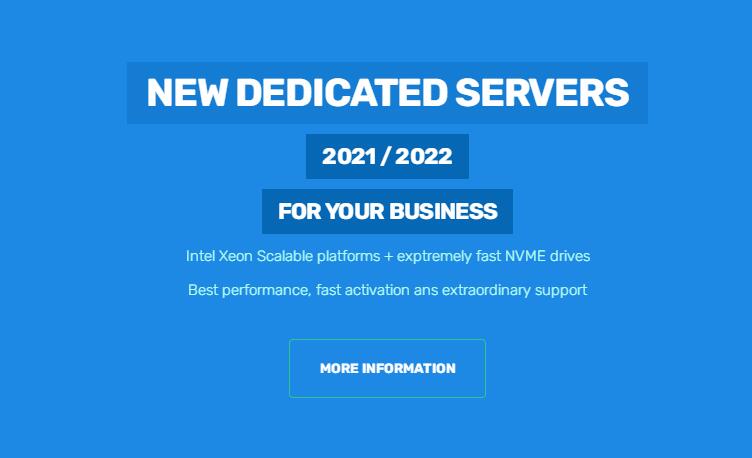 NEW DEDICATED SERVERS
2021 / 2022
FOR YOUR BUSINESS
Intel Xeon Scalable platforms + exptremely fast NVME drives
Best performance, fast activation ans extraordinary support
MORE INFORMATION